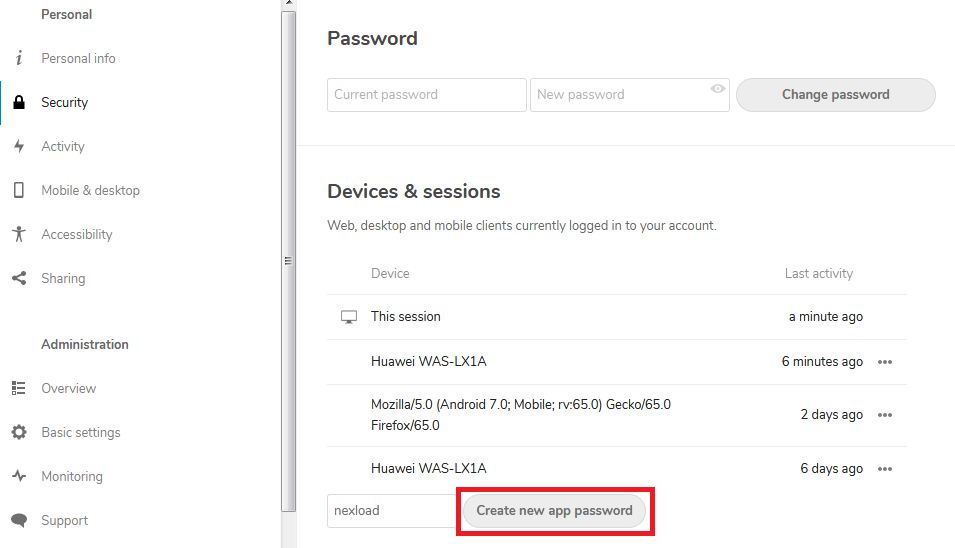 Personal
Personal info
Security
Activity
Mobile & desktop
Accessibility
Sharing
Administration
Overview
Basic settings
Monitoring
Support
Password
Current password
New password
Change password
Devices & sessions
Web, desktop and mobile clients currently logged in to your account.
Device Last activity
This session a minute ago
Huawei WAS-LX1A 6 minutes ago
Mozilla/5.0 (Android 7.0; Mobile; rv:65.0) Gecko/65.0
Firefox/65.0 2 days ago
Huawei WAS-LX1A 6 days ago
nexload Create new app password